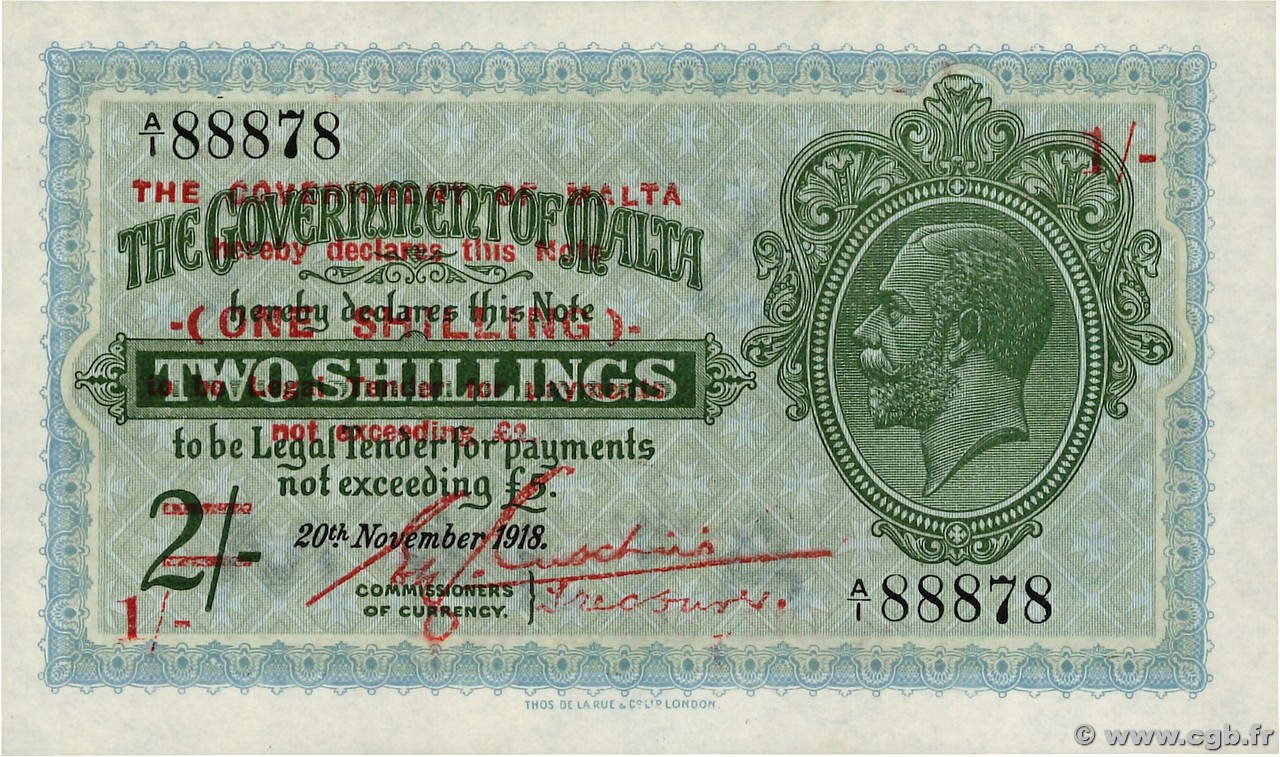 A/1 88878
1/-
THE GOVERNMENT OF MALTA
THE GOVERNMENT OF MALTA
hereby declares this Note
hereby declares this Note
-(ONE SHILLING)-
TWO SHILLINGS
to be Legal Tender for payments
not exceeding £2.
to be Legal Tender for payments
not exceeding £5.
2/-
20th November 1918.
COMMISSIONERS
OF CURRENCY.
Treasurer.
1/-
A/1 88878
THOS DE LA RUE & CO. LTD LONDON.
© www.cgb.fr